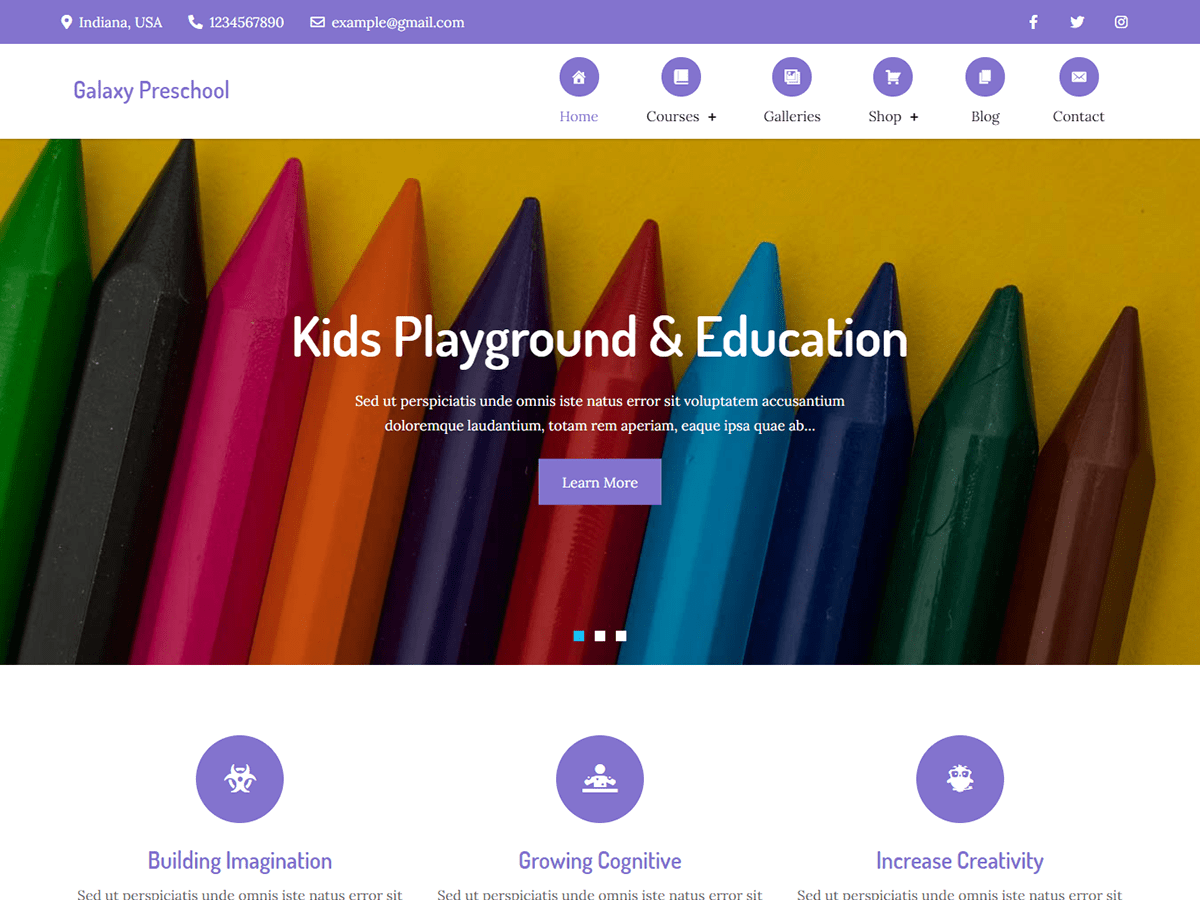 Indiana, USA 1234567890 example@gmail.com
Galaxy Preschool
Home Courses + Galleries Shop + Blog Contact
Kids Playground & Education
Sed ut perspiciatis unde omnis iste natus error sit voluptatem accusantium
doloremque laudantium, totam rem aperiam, eaque ipsa quae ab...
Learn More
Building Imagination
Growing Cognitive
Increase Creativity
Sed ut perspiciatis unde omnis iste natus error sit
Sed ut perspiciatis unde omnis iste natus error sit
Sed ut perspiciatis unde omnis iste natus error sit